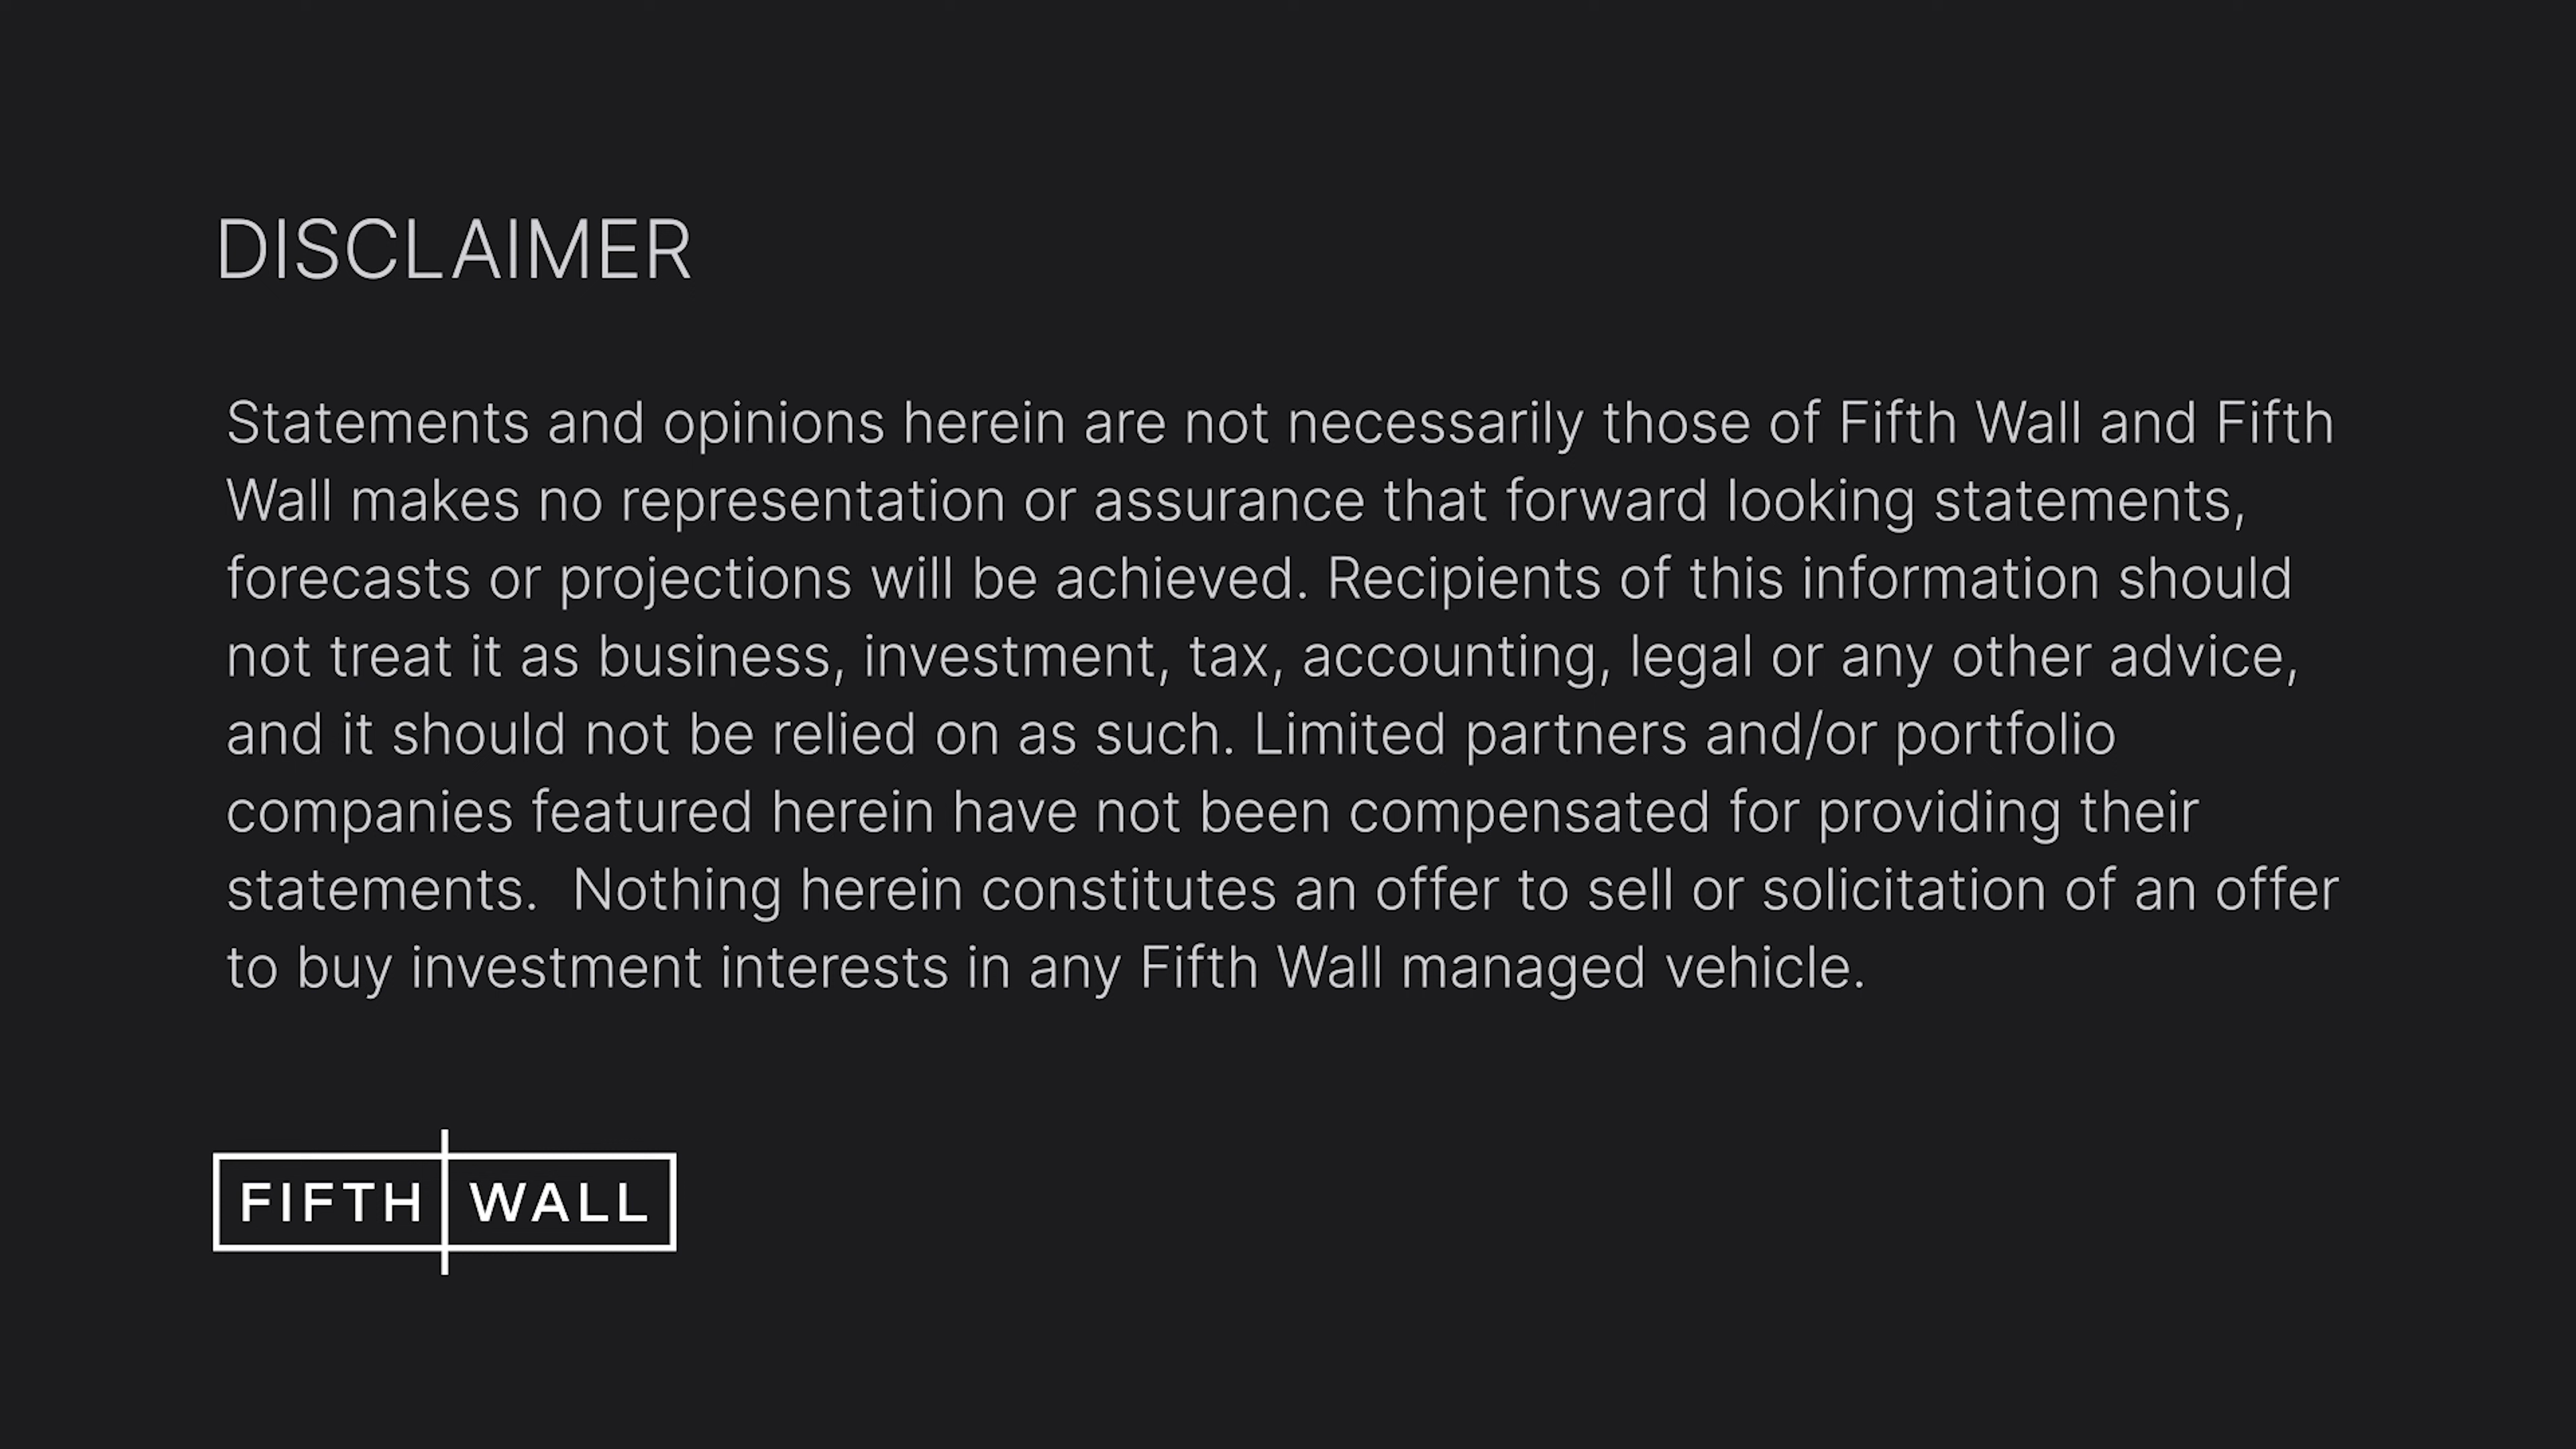 DISCLAIMER
Statements and opinions herein are not necessarily those of Fifth Wall and Fifth
Wall makes no representation or assurance that forward looking statements,
forecasts or projections will be achieved. Recipients of this information should
not treat it as business, investment, tax, accounting, legal or any other advice,
and it should not be relied on as such. Limited partners and/or portfolio
companies featured herein have not been compensated for providing their
statements.  Nothing herein constitutes an offer to sell or solicitation of an offer
to buy investment interests in any Fifth Wall managed vehicle.
FIFTH WALL